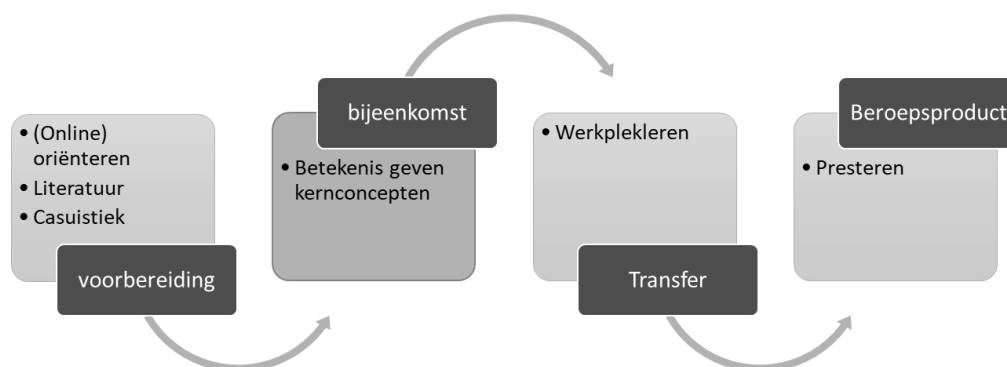 • (Online)
oriënteren
• Literatuur
• Casuistiek
voorbereiding
bijeenkomst
• Betekenis geven
kernconcepten
• Werkplekleren
Transfer
Beroepsproduct
• Presteren